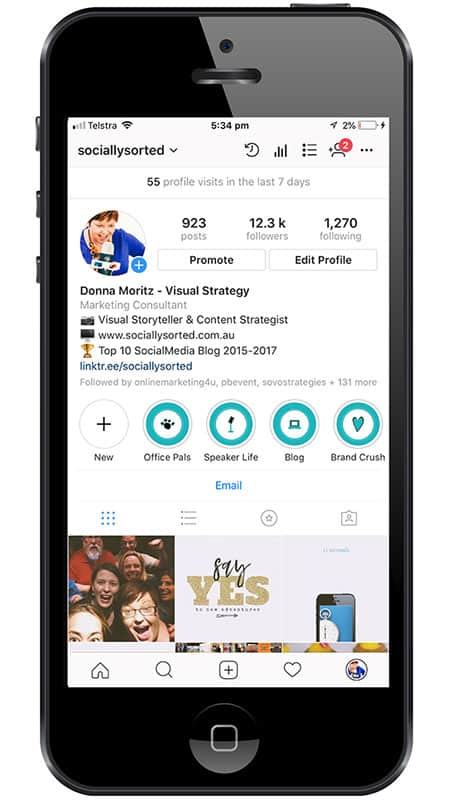 Telstra 5:34 pm 2%
sociallysorted 2
55 profile visits in the last 7 days
923 12.3 k 1,270
posts followers following
Promote Edit Profile
Donna Moritz - Visual Strategy
Marketing Consultant
Visual Storyteller & Content Strategist
www.sociallysorted.com.au
Top 10 SocialMedia Blog 2015-2017
linktr.ee/sociallysorted
Followed by onlinemarketing4u, pbevent, sovostrategies + 131 more
New Office Pals Speaker Life Blog Brand Crush
Email
say
YES
to new adventures